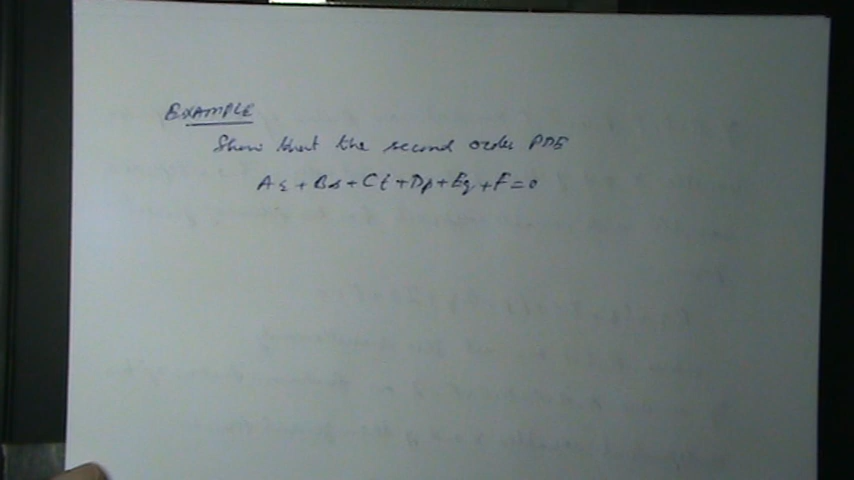 EXAMPLE
Show that the second order PDE
Ar + Bs + Ct + Dp + Eq + F = 0